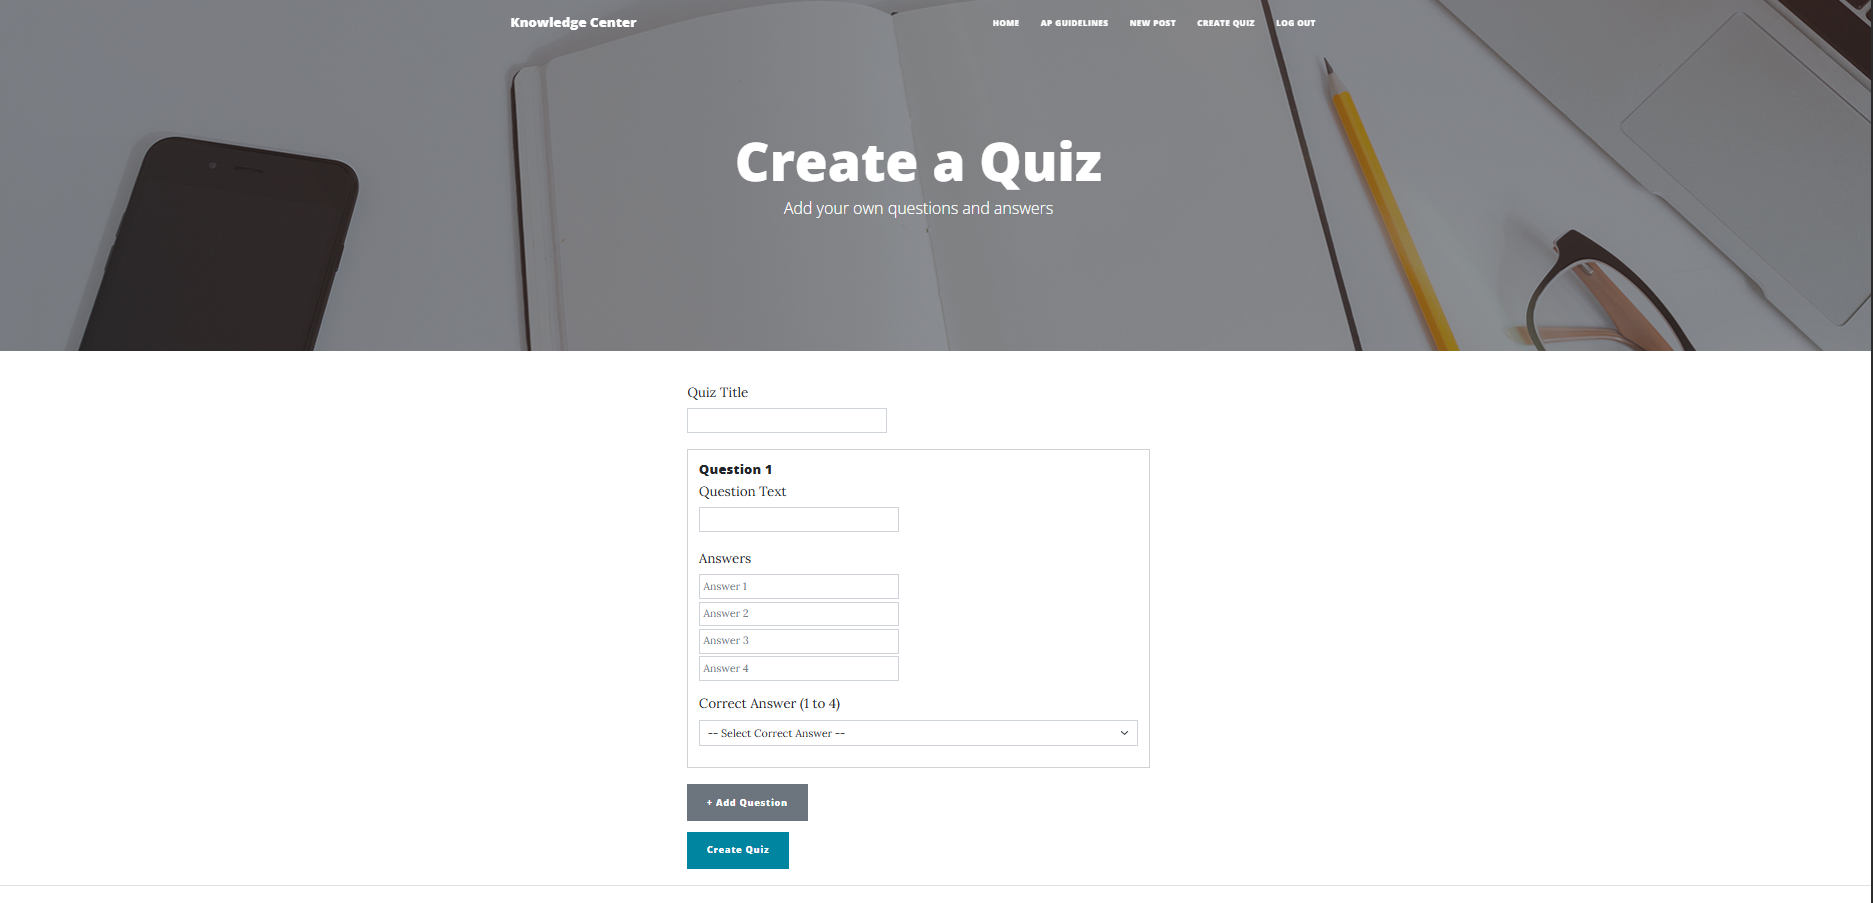 Knowledge Center
HOME AP GUIDELINES NEW POST CREATE QUIZ LOG OUT
Create a Quiz
Add your own questions and answers
Quiz Title
Question 1
Question Text
Answers
Answer 1
Answer 2
Answer 3
Answer 4
Correct Answer (1 to 4)
-- Select Correct Answer --
+ Add Question
Create Quiz